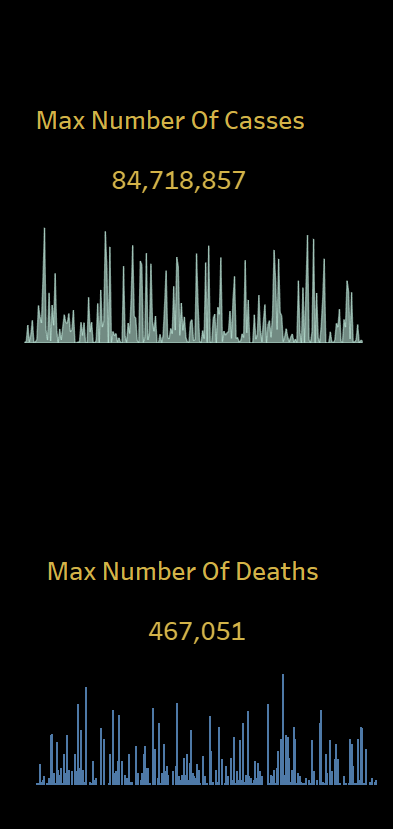 Max Number Of Casses
84,718,857
Max Number Of Deaths
467,051